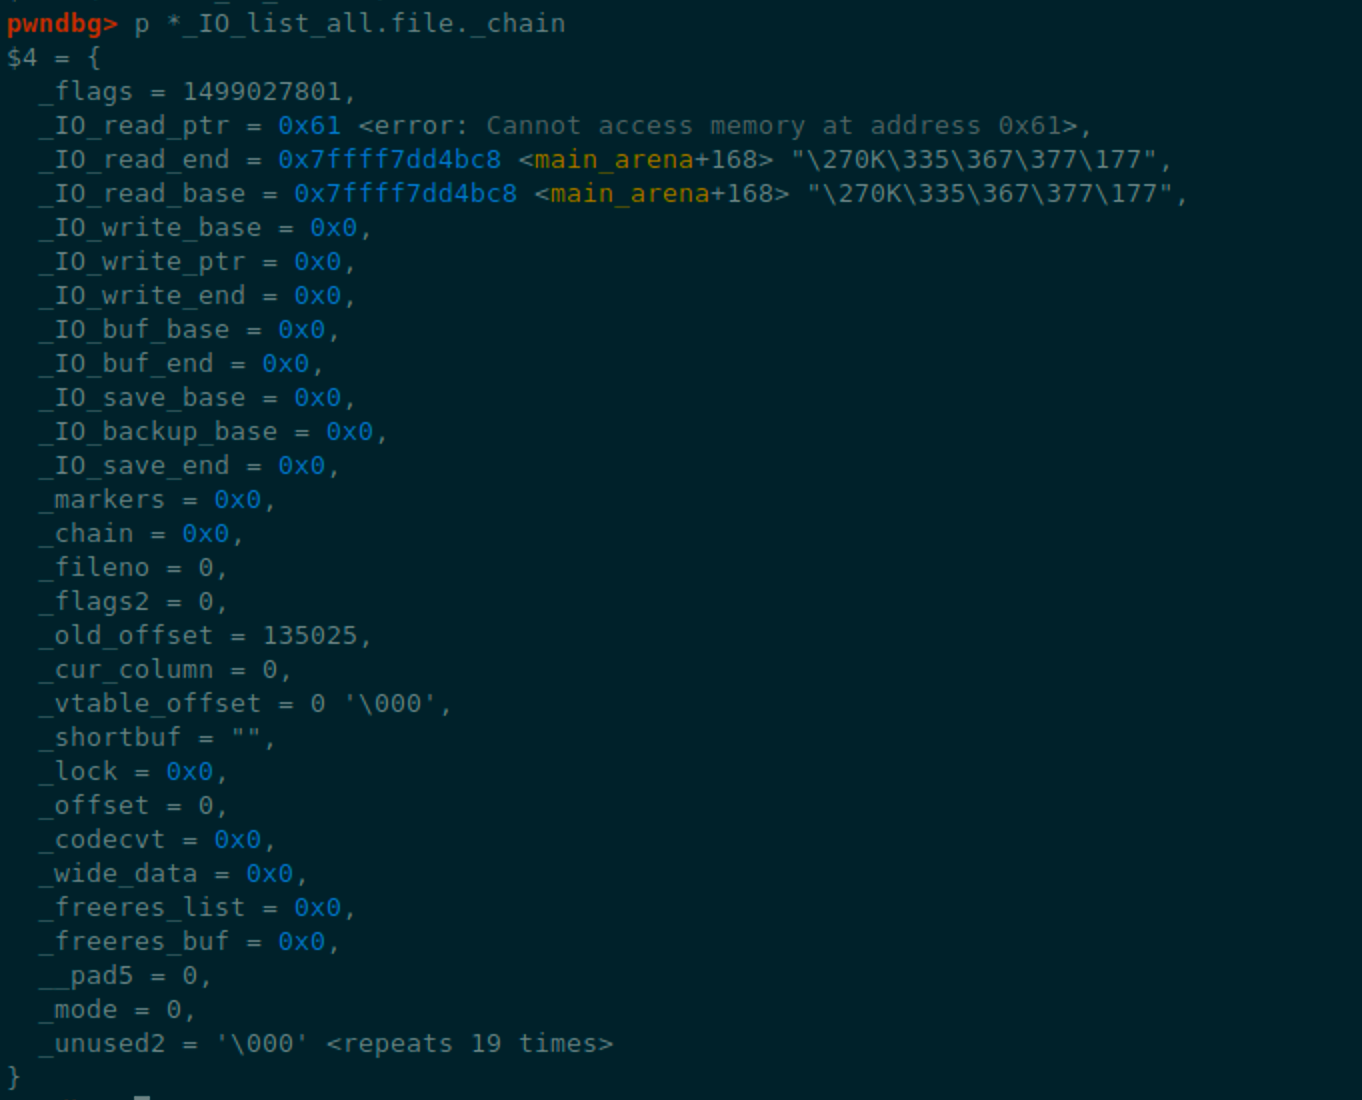 pwndbg> p *_IO_list_all.file._chain
$4 = {
  _flags = 1499027801,
  _IO_read_ptr = 0x61 <error: Cannot access memory at address 0x61>,
  _IO_read_end = 0x7ffff7dd4bc8 <main_arena+168> "\270K\335\367\377\177",
  _IO_read_base = 0x7ffff7dd4bc8 <main_arena+168> "\270K\335\367\377\177",
  _IO_write_base = 0x0,
  _IO_write_ptr = 0x0,
  _IO_write_end = 0x0,
  _IO_buf_base = 0x0,
  _IO_buf_end = 0x0,
  _IO_save_base = 0x0,
  _IO_backup_base = 0x0,
  _IO_save_end = 0x0,
  _markers = 0x0,
  _chain = 0x0,
  _fileno = 0,
  _flags2 = 0,
  _old_offset = 135025,
  _cur_column = 0,
  _vtable_offset = 0 '\000',
  _shortbuf = "",
  _lock = 0x0,
  _offset = 0,
  _codecvt = 0x0,
  _wide_data = 0x0,
  _freeres_list = 0x0,
  _freeres_buf = 0x0,
  __pad5 = 0,
  _mode = 0,
  _unused2 = '\000' <repeats 19 times>
}